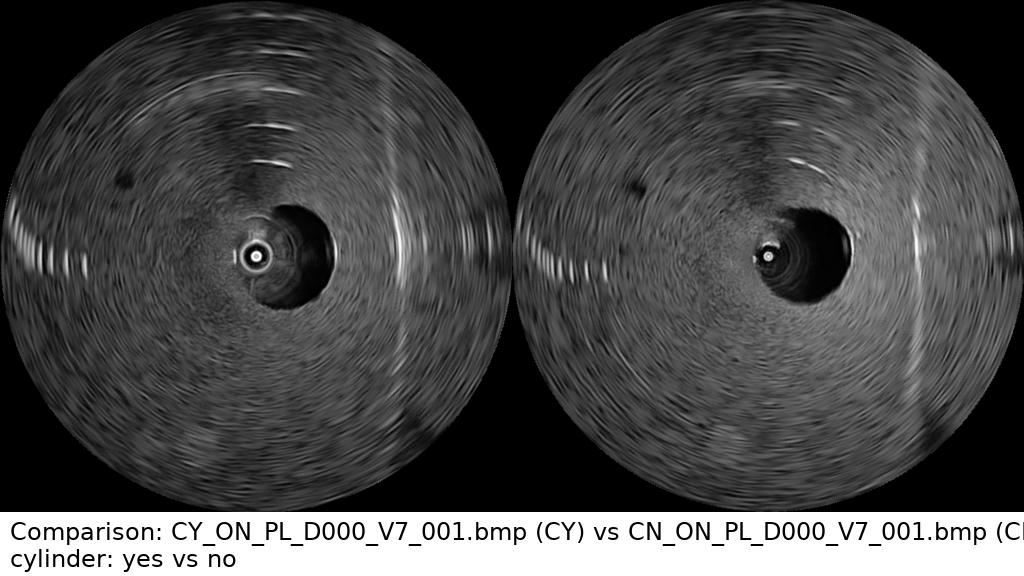 Comparison: CY_ON_PL_D000_V7_001.bmp (CY) vs CN_ON_PL_D000_V7_001.bmp
cylinder: yes vs no